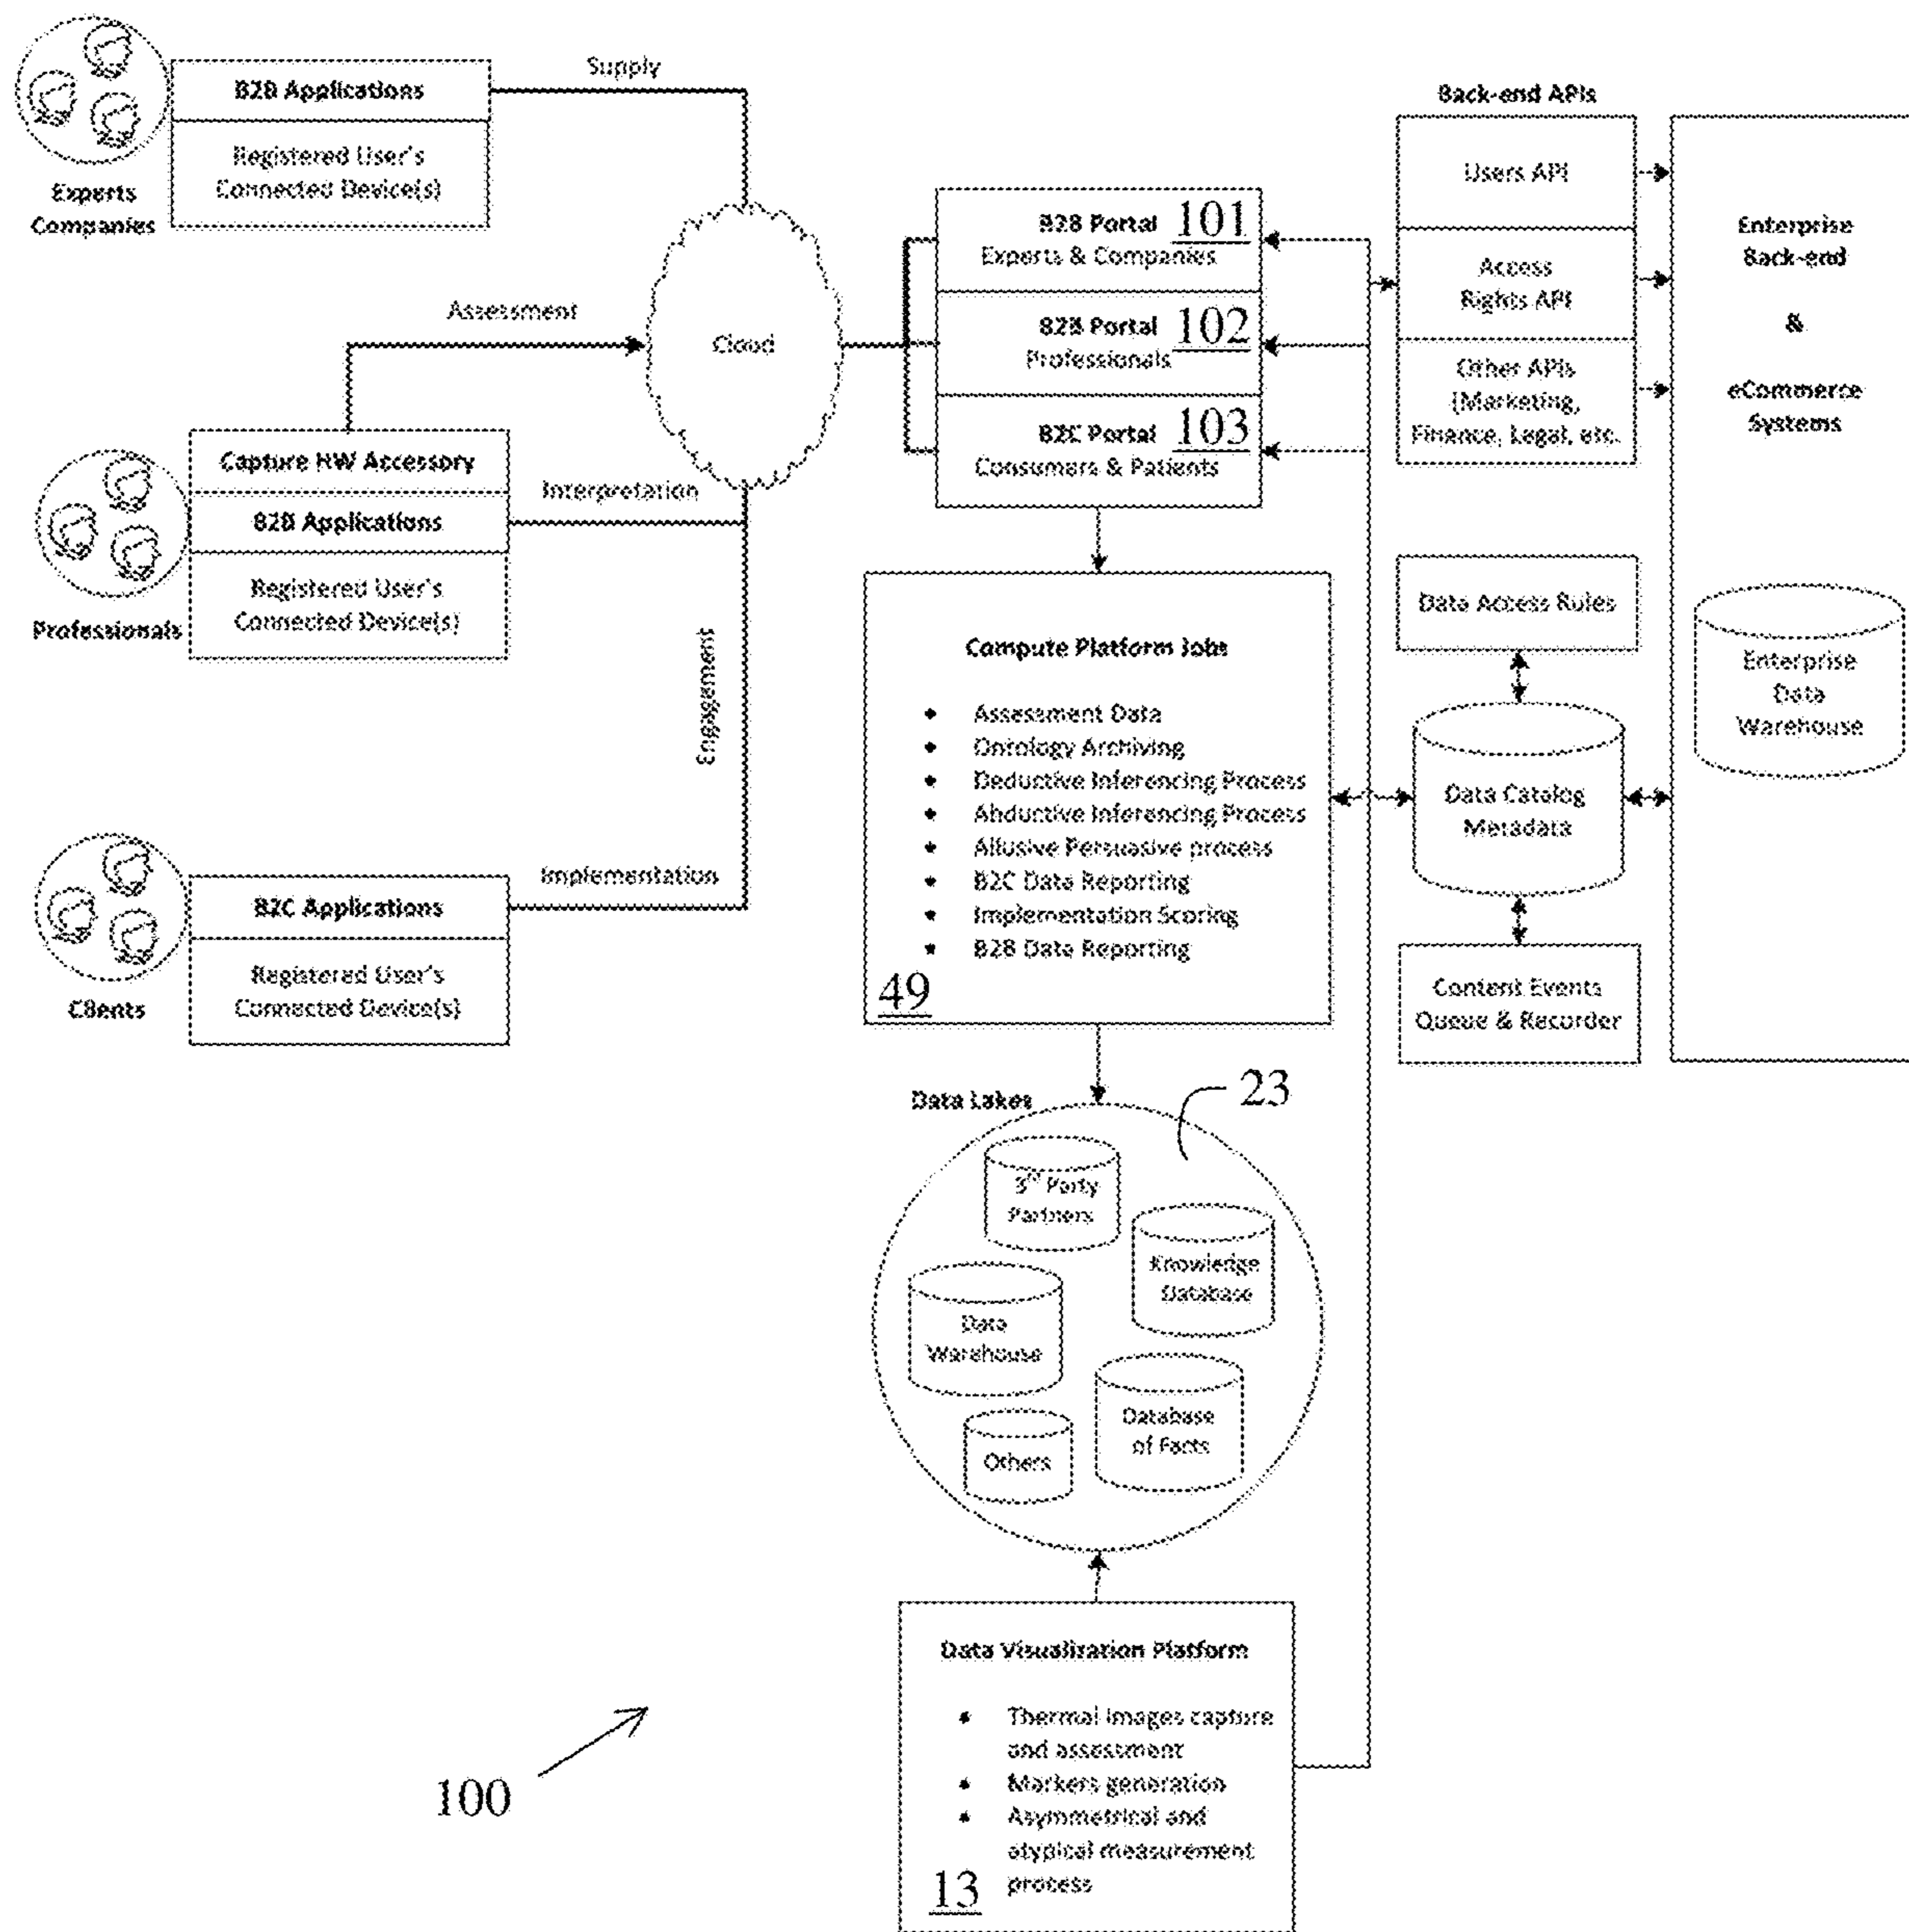 Supply
B2B Applications
Registered User's
Connected Device(s)
Experts
Companies
Assessment
Cloud
Capture HW Accessory
Interpretation
B2B Applications
Registered User's
Connected Device(s)
Professionals
Engagement
Implementation
B2C Applications
Registered User's
Connected Device(s)
Clients
B2B Portal 101
Experts & Companies
B2B Portal 102
Professionals
B2C Portal 103
Consumers & Patients
Back-end APIs
Users API
Access
Rights API
Other APIs
(Marketing,
Finance, Legal, etc.
Enterprise
Back-end
&
eCommerce
Systems
Enterprise
Data
Warehouse
Data Access Rules
Data Catalog
Metadata
Content Events
Queue & Recorder
Compute Platform Jobs
Assessment Data
Ontology Archiving
Deductive Inferencing Process
Abductive Inferencing Process
Allusive Persuasive process
B2C Data Reporting
Implementation Scoring
B2B Data Reporting
49
Data Lakes
23
3rd Party
Partners
Knowledge
Database
Data
Warehouse
Database
of Facts
Others
Data Visualization Platform
Thermal images capture
and assessment
Markers generation
Asymmetrical and
atypical measurement
process
13
100